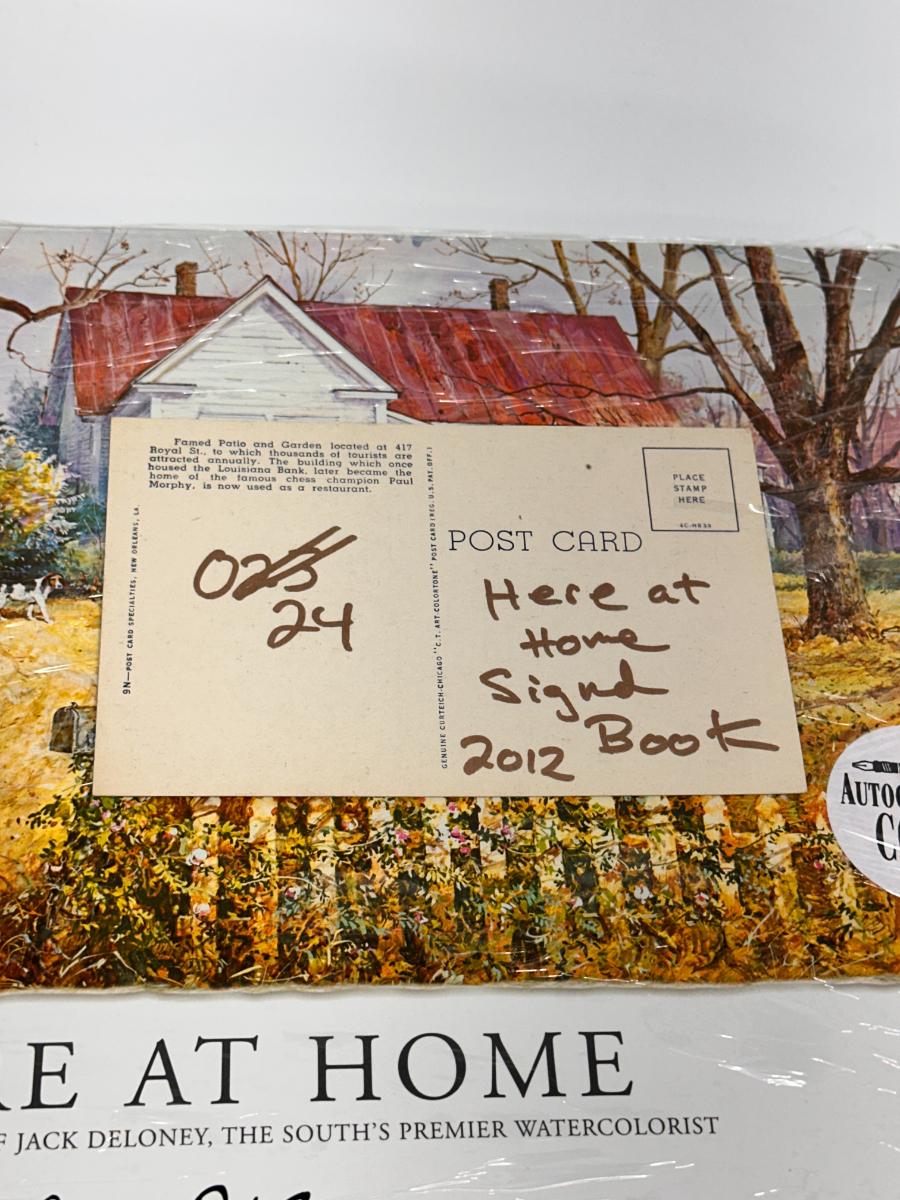 Famed Patio and Garden located at 417
Royal St., to which thousands of tourists are
attracted annually. The building which once
housed the Louisiana Bank, later became the
home of the famous chess champion Paul
Morphy, is now used as a restaurant.
9N—POST CARD SPECIALTIES, NEW ORLEANS, LA.
GENUINE CURTEICH-CHICAGO "C.T. ART-COLORTONE" POST CARD (REG. U.S. PAT. OFF.)
PLACE
STAMP
HERE
POST CARD
24
Here at
Home
Signd
Book
2012
AT HOME
JACK DELONEY, THE SOUTH'S PREMIER WATERCOLORIST